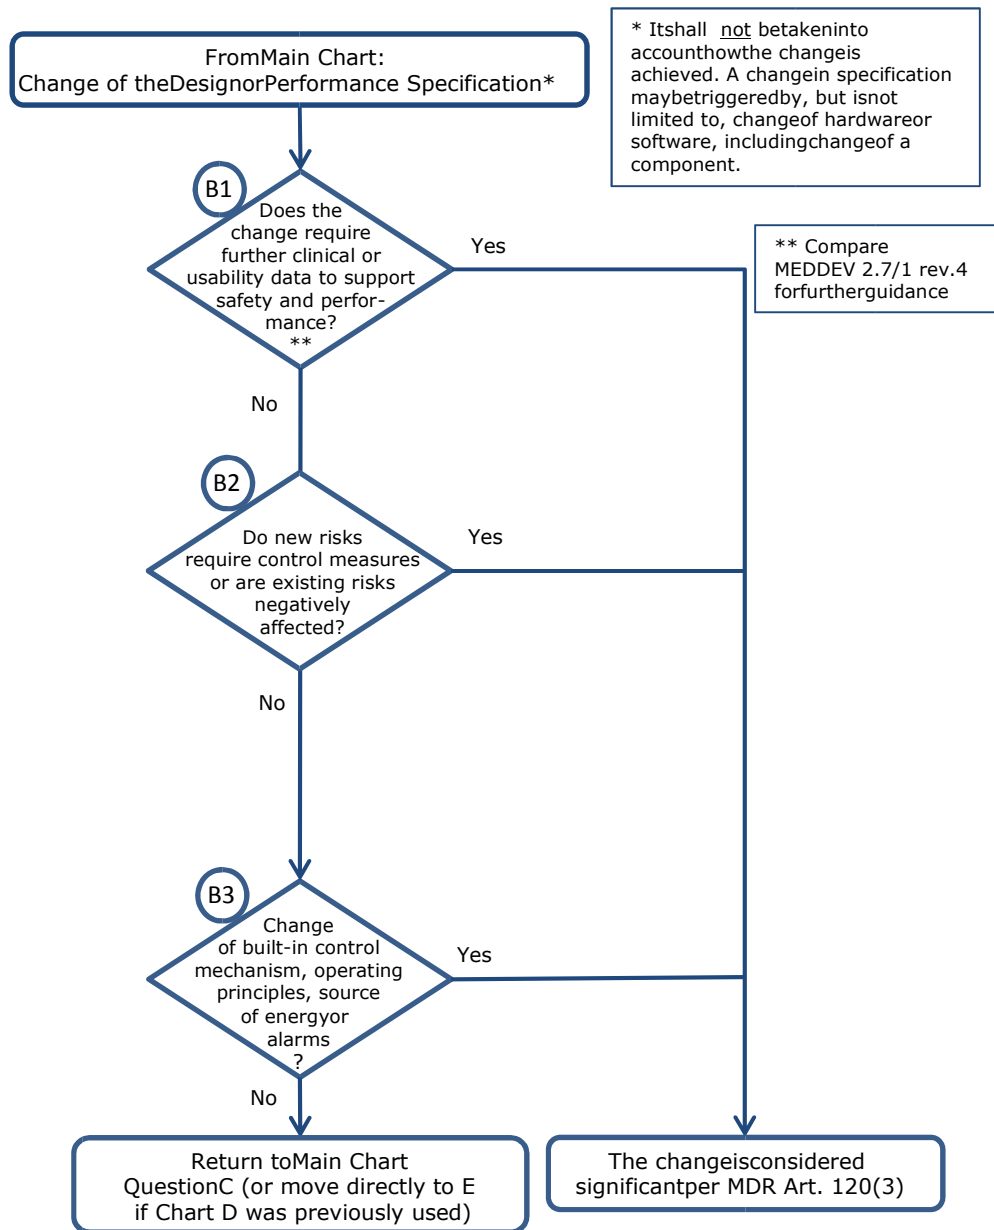 FromMain Chart:
Change of theDesignorPerformance Specification*
* Itshall not betakeninto
accounthowthe changeis
achieved. A changein specification
maybetriggeredby, but isnot
limited to, changeof hardwareor
software, includingchangeof a
component.
B1
Does the
change require
further clinical or
usability data to support
safety and perfor-
mance?
**
Yes
** Compare
MEDDEV 2.7/1 rev.4
forfurtherguidance
No
B2
Do new risks
require control measures
or are existing risks
negatively
affected?
Yes
No
B3
Change
of built-in control
mechanism, operating
principles, source
of energyor
alarms
?
Yes
No
Return toMain Chart
QuestionC (or move directly to E
if Chart D was previously used)
The changeisconsidered
significantper MDR Art. 120(3)